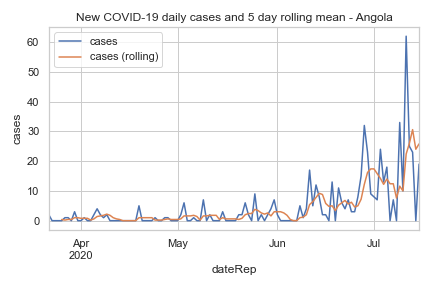 New COVID-19 daily cases and 5 day rolling mean - Angola
cases
cases (rolling)
60
50
40
30
20
10
0
cases
Apr
2020
May
Jun
Jul
dateRep